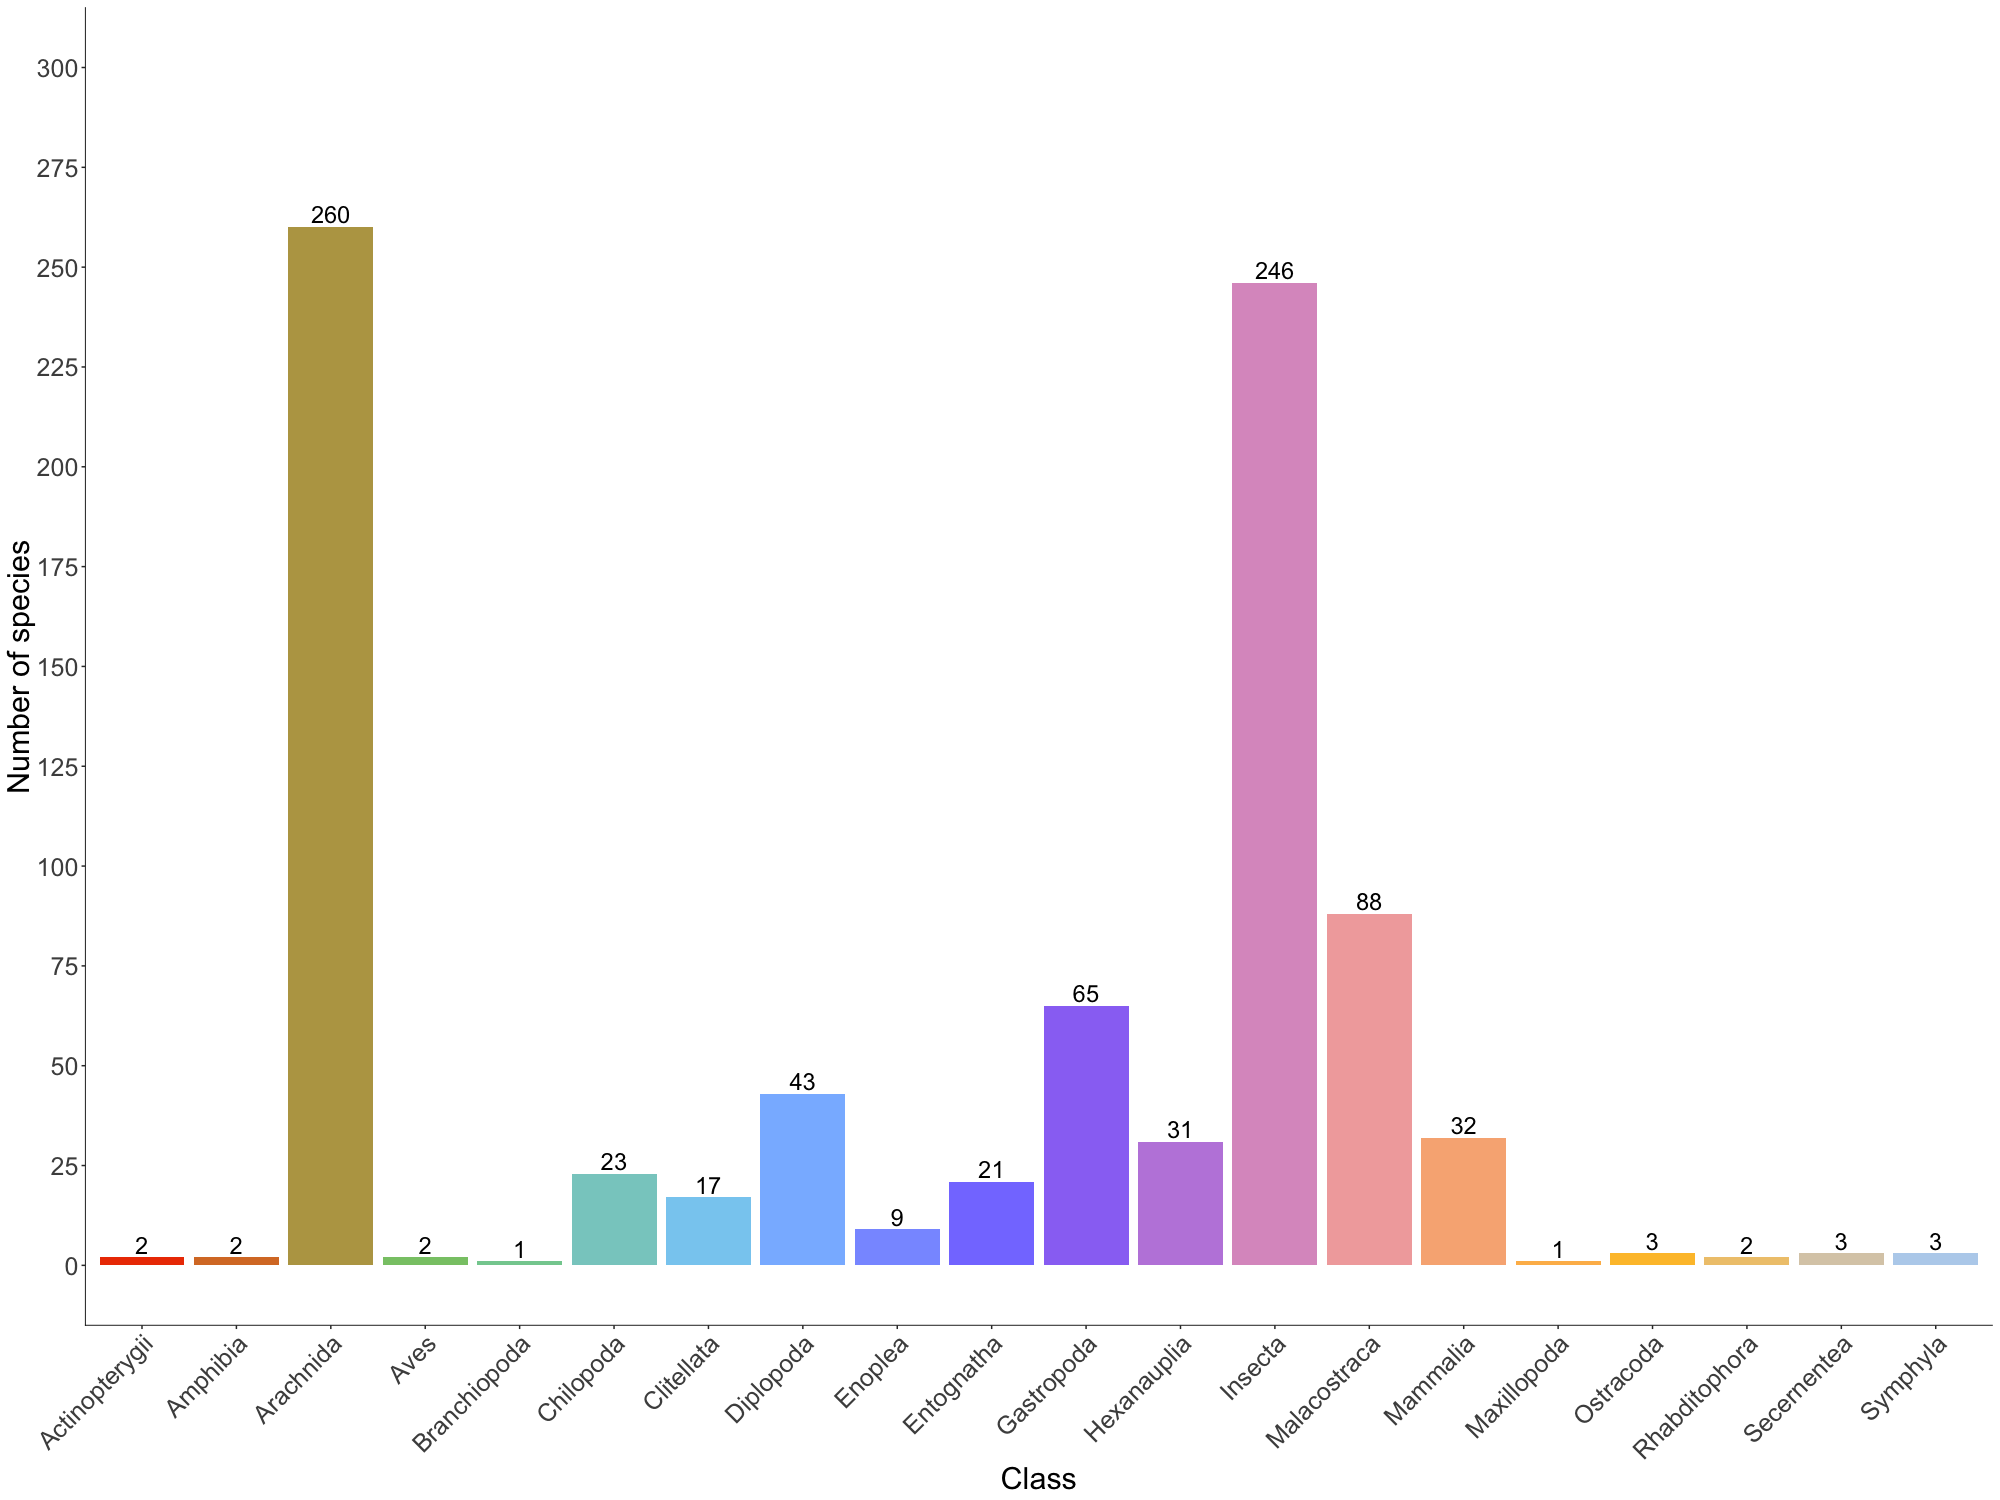 Number of species
300
275
250
225
200
175
150
125
100
75
50
25
0
2
2
260
2
1
23
17
43
9
21
65
31
246
88
32
1
3
2
3
3
Actinopterygii
Amphibia
Arachnida
Aves
Branchiopoda
Chilopoda
Clitellata
Diplopoda
Enoplea
Entognatha
Gastropoda
Hexanauplia
Insecta
Malacostraca
Mammalia
Maxillopoda
Ostracoda
Rhabditophora
Secernentea
Symphyla
Class